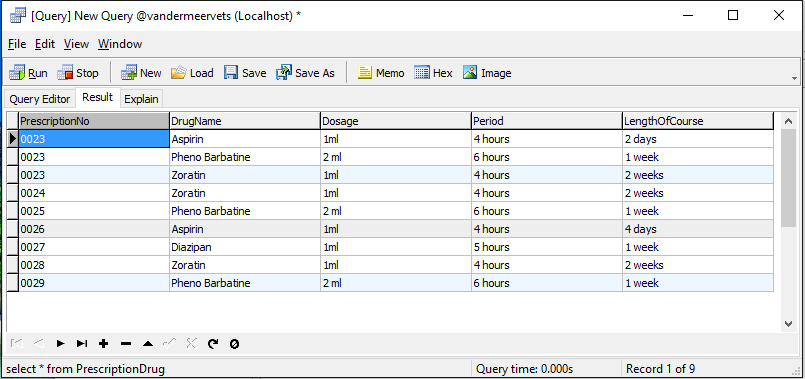 [Query] New Query @vandermeervets (Localhost) *
File Edit View Window
Run Stop New Load Save Save As Memo Hex Image
Query Editor Result Explain
PrescriptionNo DrugName Dosage Period LengthOfCourse
0023 Aspirin 1ml 4 hours 2 days
0023 Pheno Barbatine 2 ml 6 hours 1 week
0023 Zoratin 1ml 4 hours 2 weeks
0024 Zoratin 1ml 4 hours 2 weeks
0025 Pheno Barbatine 2 ml 6 hours 1 week
0026 Aspirin 1ml 4 hours 4 days
0027 Diazipan 1ml 5 hours 1 week
0028 Zoratin 1ml 4 hours 2 weeks
0029 Pheno Barbatine 2 ml 6 hours 1 week
select * from PrescriptionDrug Query time: 0.000s Record 1 of 9